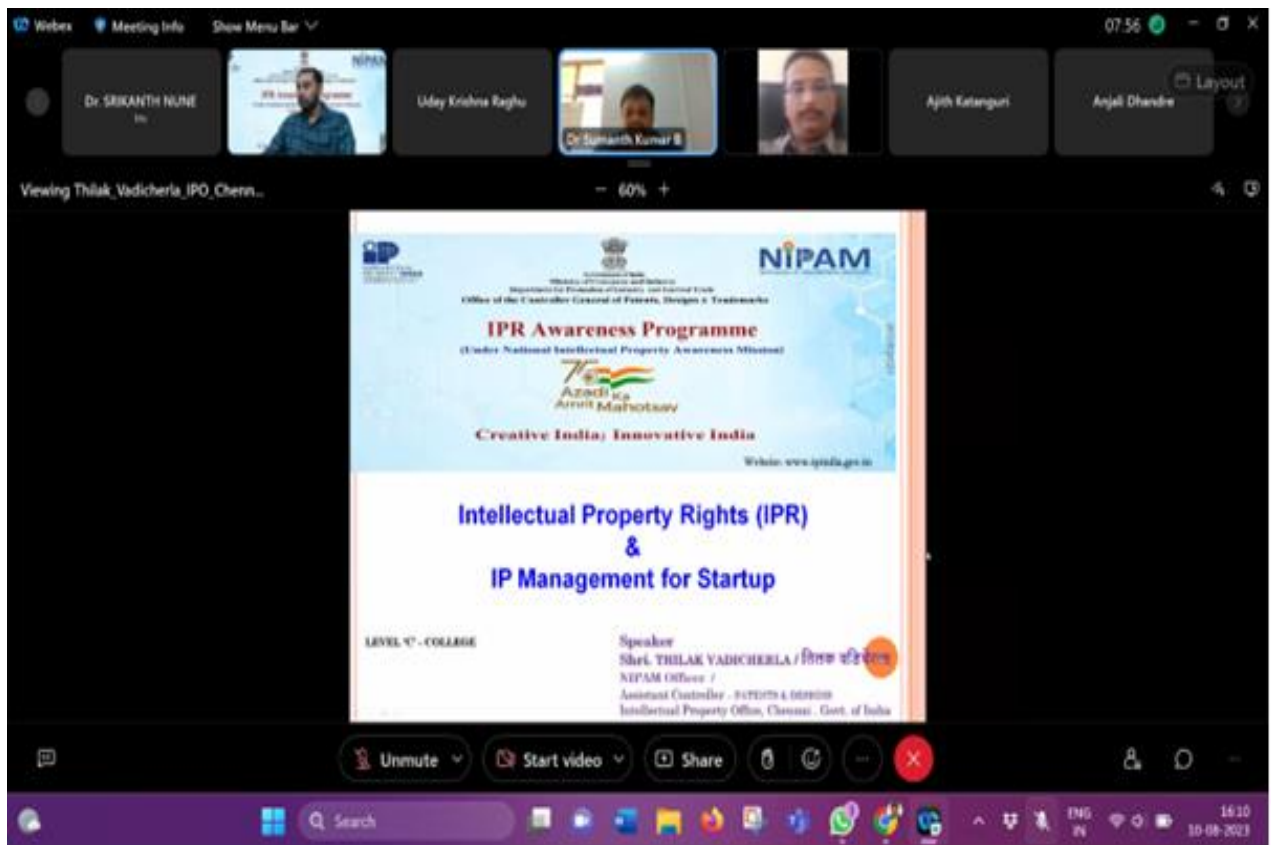 Webex Meeting Info Show Menu Bar 07:56
Layout
Dr. SRIKANTH NUNE
Me
NiPAM
Uday Krishna Raghu
Dr Sumanth Kumar B
Ajith Katanguri
Anjali Dhandre
Viewing Thilak_Vadicherla_IPO_Chenn...
60%
NiPAM
Office of the Controller General of Patents, Designs & Trademarks
IPR Awareness Programme
(Under National Intellectual Property Awareness Mission)
75
Azadi Ka
Amrit Mahotsav
Creative India; Innovative India
Website: www.ipindia.gov.in
Intellectual Property Rights (IPR)
&
IP Management for Startup
LEVEL 'C' - COLLEGE
Speaker
Shri. THILAK VADICHERLA / तिलक
NIPAM Officer /
Assistant Controller - PATENTS & DESIGNS
Intellectual Property Office, Chennai. Govt. of India
Unmute Start video Share
Search
ENG
IN
16:10
10-08-2023